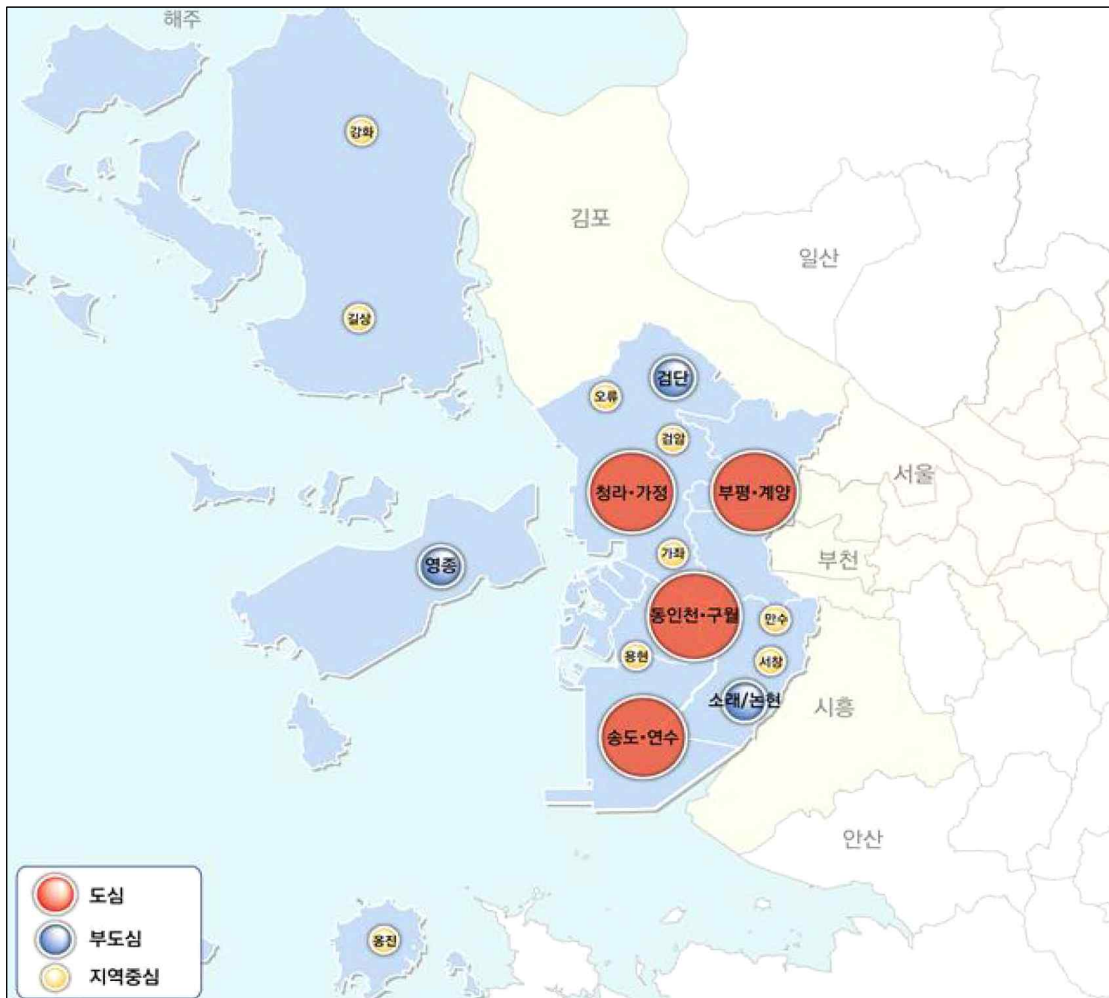 해주
강화
김포
일산
길상
검단
오류
검암
청라·가정
부평·계양
서울
가좌
부천
영종
동인천·구월
만수
용현
서창
소래/논현
시흥
송도·연수
안산
도심
부도심
지역중심
옹진